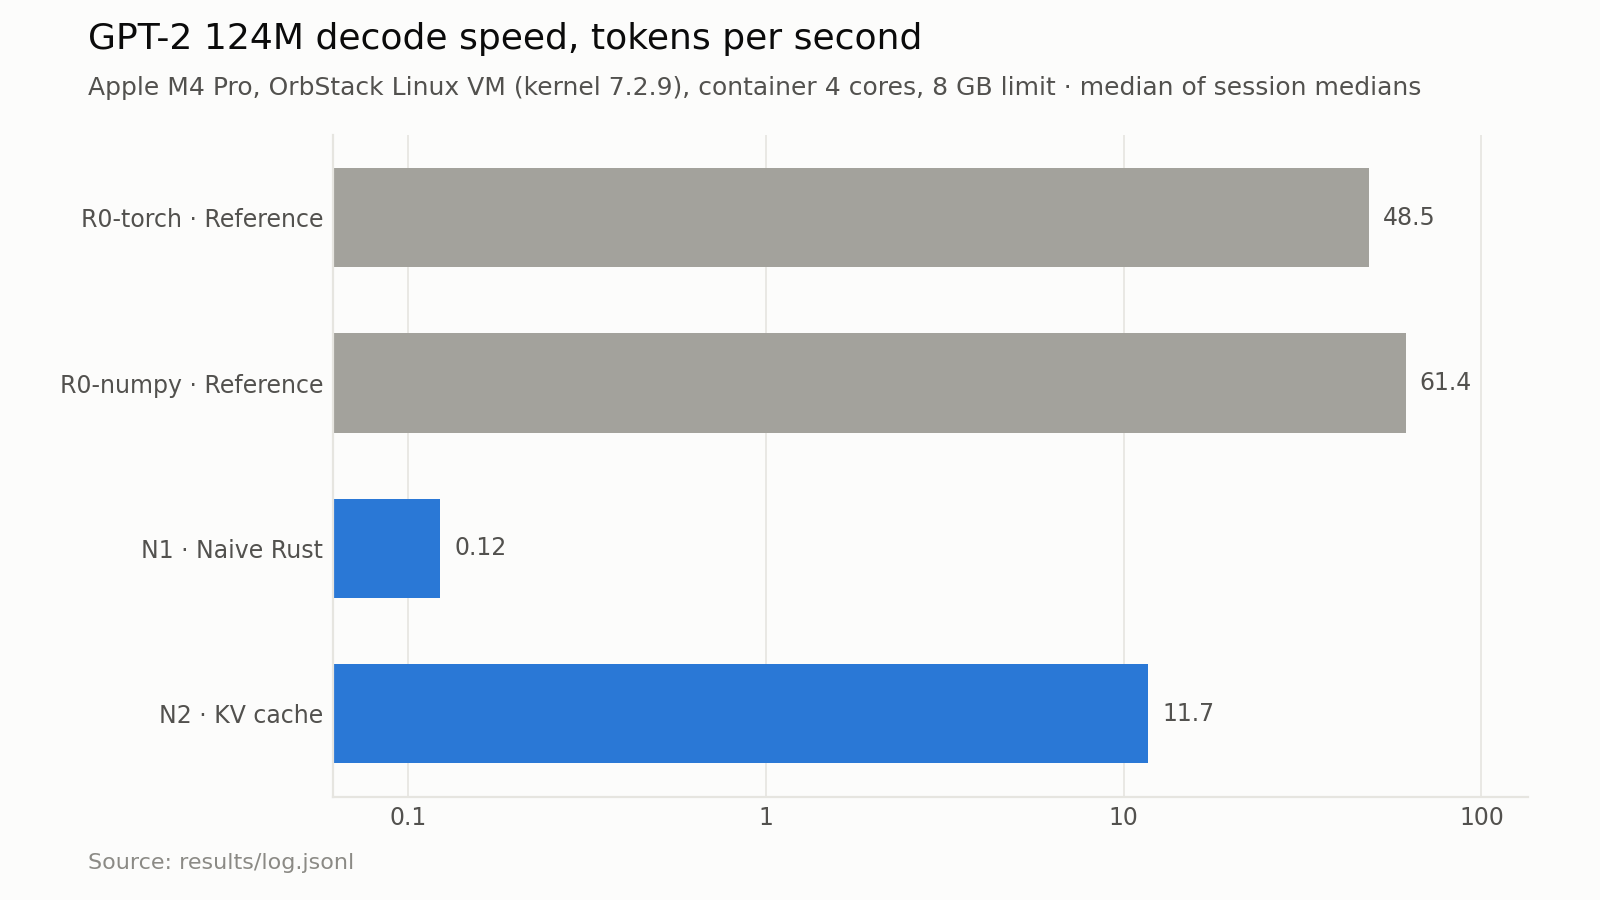 GPT-2 124M decode speed, tokens per second
Apple M4 Pro, OrbStack Linux VM (kernel 7.2.9), container 4 cores, 8 GB limit · median of session medians
R0-torch · Reference
48.5
R0-numpy · Reference
61.4
N1 · Naive Rust
0.12
N2 · KV cache
11.7
0.1
1
10
100
Source: results/log.jsonl